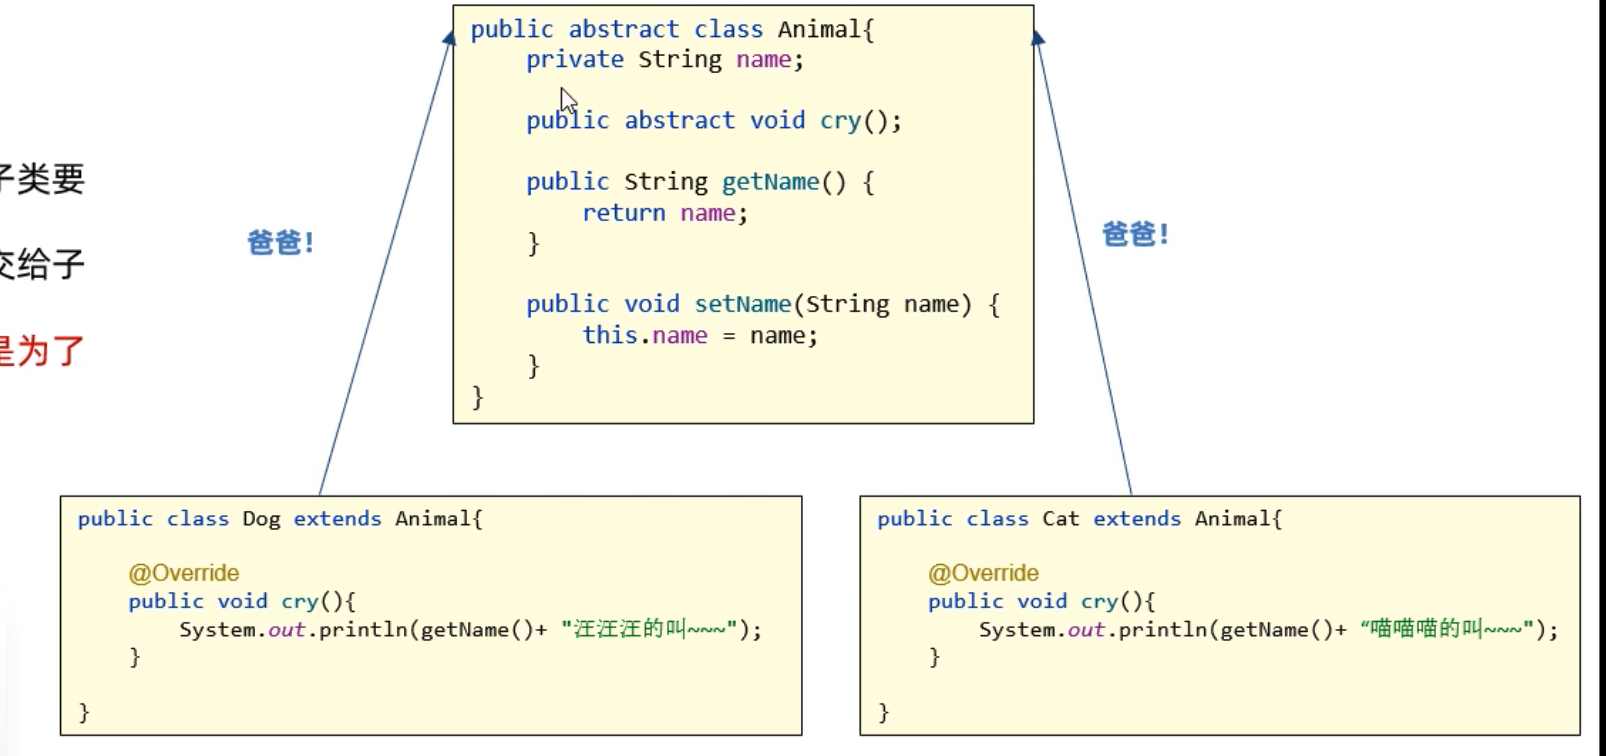 public abstract class Animal{
private String name;
public abstract void cry();
public String getName() {
return name;
}
public void setName(String name) {
this.name = name;
}
}
子类要
交给子
是为了
爸爸!
爸爸!
public class Dog extends Animal{
@Override
public void cry(){
System.out.println(getName()+ "汪汪汪的叫~~~");
}
}
public class Cat extends Animal{
@Override
public void cry(){
System.out.println(getName()+ “喵喵喵的叫~~~");
}
}